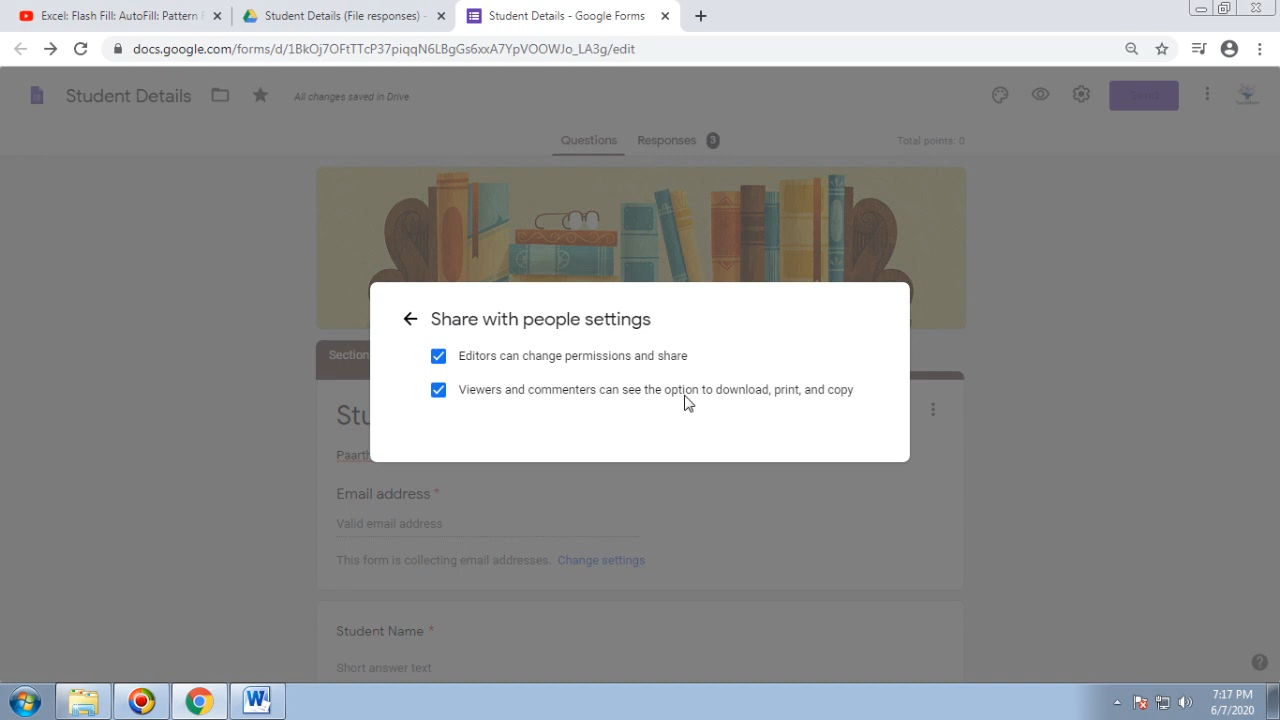 Excel: Flash Fill: AutoFill: Pattern
Student Details (File responses) -
Student Details - Google Forms
docs.google.com/forms/d/1BkOj7OFtTTcP37piqqN6LBgGs6xxA7YpVOOWJo_LA3g/edit
Student Details
All changes saved in Drive
Send
Questions
Responses 3
Total points: 0
Share with people settings
Editors can change permissions and share
Viewers and commenters can see the option to download, print, and copy
Section
Stu
Paarth
Email address *
Valid email address
This form is collecting email addresses. Change settings
Student Name *
Short answer text
7:17 PM
6/7/2020